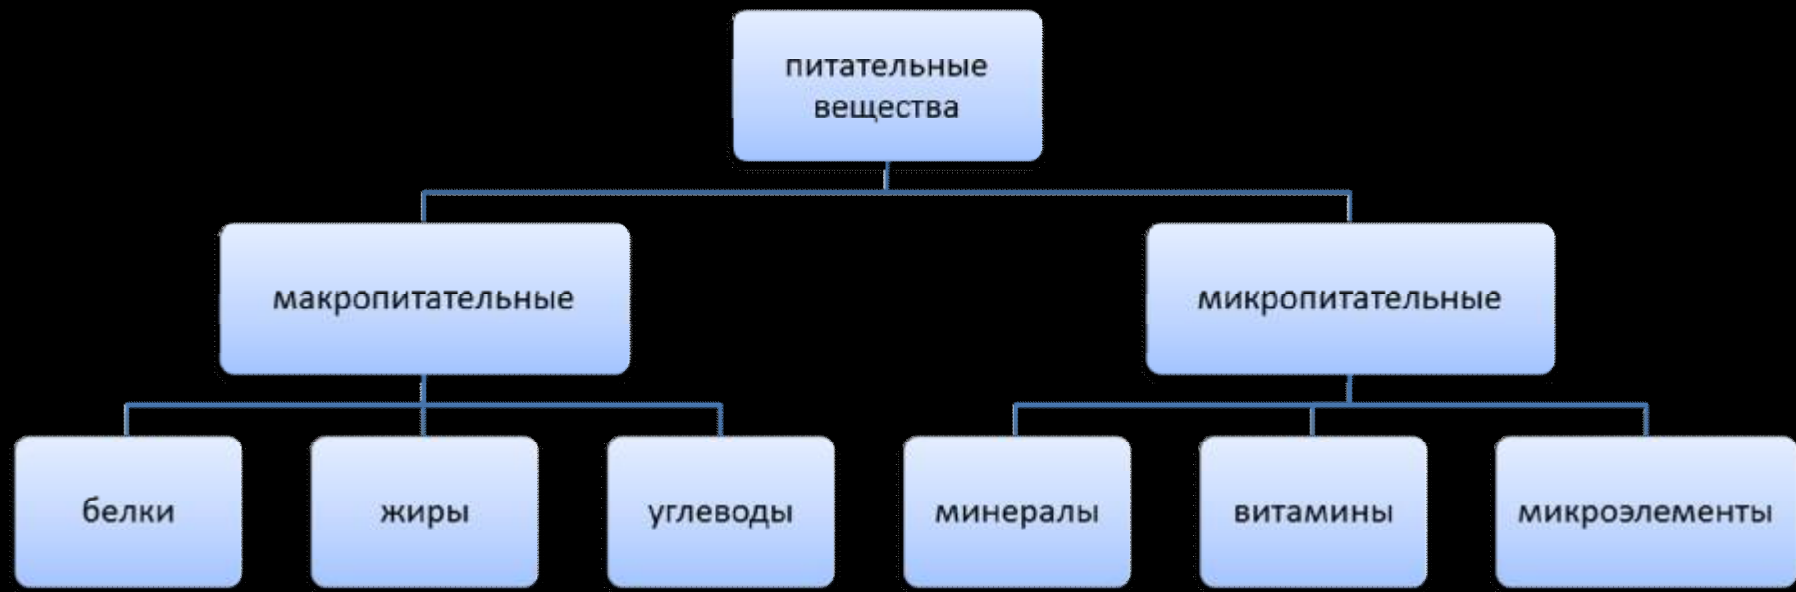 питательные
вещества
макропитательные
микропитательные
белки
жиры
углеводы
минералы
витамины
микроэлементы